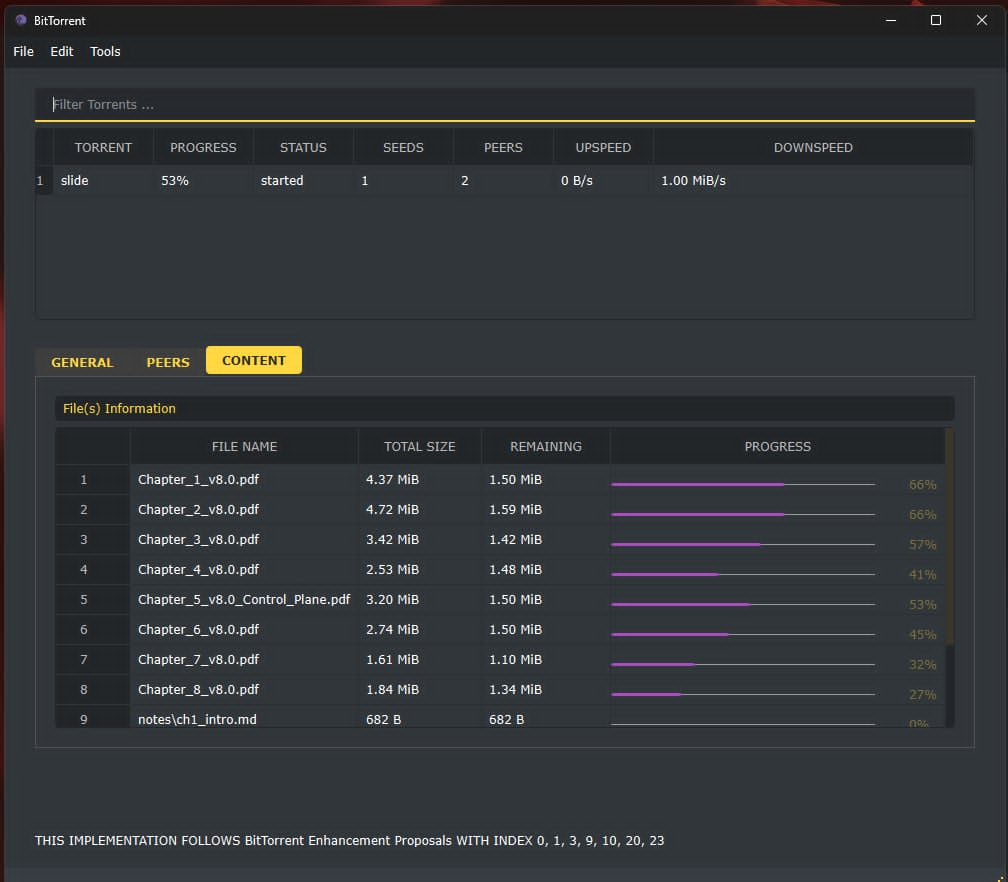 BitTorrent
File Edit Tools
Filter Torrents ...
TORRENT PROGRESS STATUS SEEDS PEERS UPSPEED DOWNSPEED
1 slide 53% started 1 2 0 B/s 1.00 MiB/s
GENERAL PEERS CONTENT
File(s) Information
FILE NAME TOTAL SIZE REMAINING PROGRESS
1 Chapter_1_v8.0.pdf 4.37 MiB 1.50 MiB 66%
2 Chapter_2_v8.0.pdf 4.72 MiB 1.59 MiB 66%
3 Chapter_3_v8.0.pdf 3.42 MiB 1.42 MiB 57%
4 Chapter_4_v8.0.pdf 2.53 MiB 1.48 MiB 41%
5 Chapter_5_v8.0_Control_Plane.pdf 3.20 MiB 1.50 MiB 53%
6 Chapter_6_v8.0.pdf 2.74 MiB 1.50 MiB 45%
7 Chapter_7_v8.0.pdf 1.61 MiB 1.10 MiB 32%
8 Chapter_8_v8.0.pdf 1.84 MiB 1.34 MiB 27%
9 notes\ch1_intro.md 682 B 682 B 0%
THIS IMPLEMENTATION FOLLOWS BitTorrent Enhancement Proposals WITH INDEX 0, 1, 3, 9, 10, 20, 23